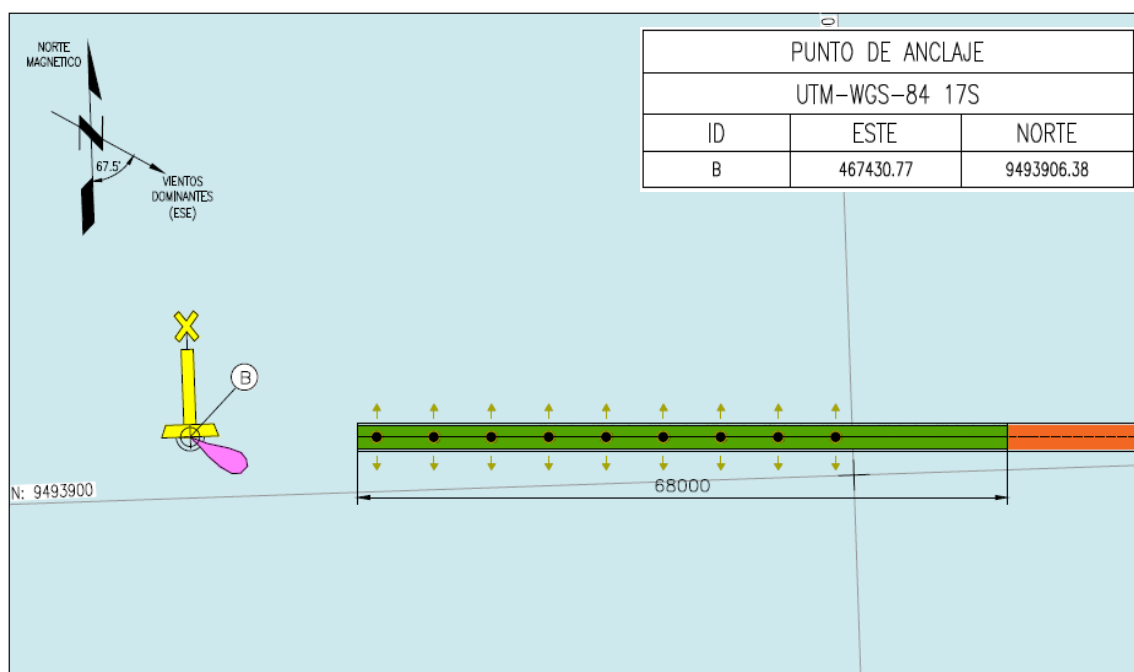 NORTE
MAGNETICO
67.5'
VIENTOS
DOMINANTES
(ESE)
PUNTO DE ANCLAJE
UTM-WGS-84 17S
ID ESTE NORTE
B 467430.77 9493906.38
B
N: 9493900
68000